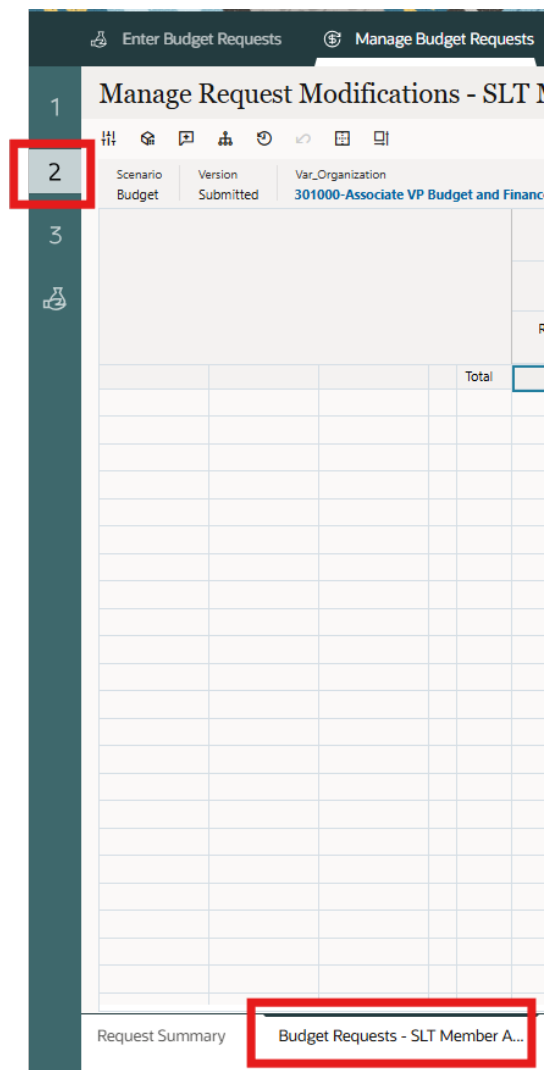 Enter Budget Requests
Manage Budget Requests
1
Manage Request Modifications - SLT
2
Scenario
Version
Var_Organization
Budget
Submitted
301000-Associate VP Budget and Financ
3
Total
Request Summary
Budget Requests - SLT Member A...